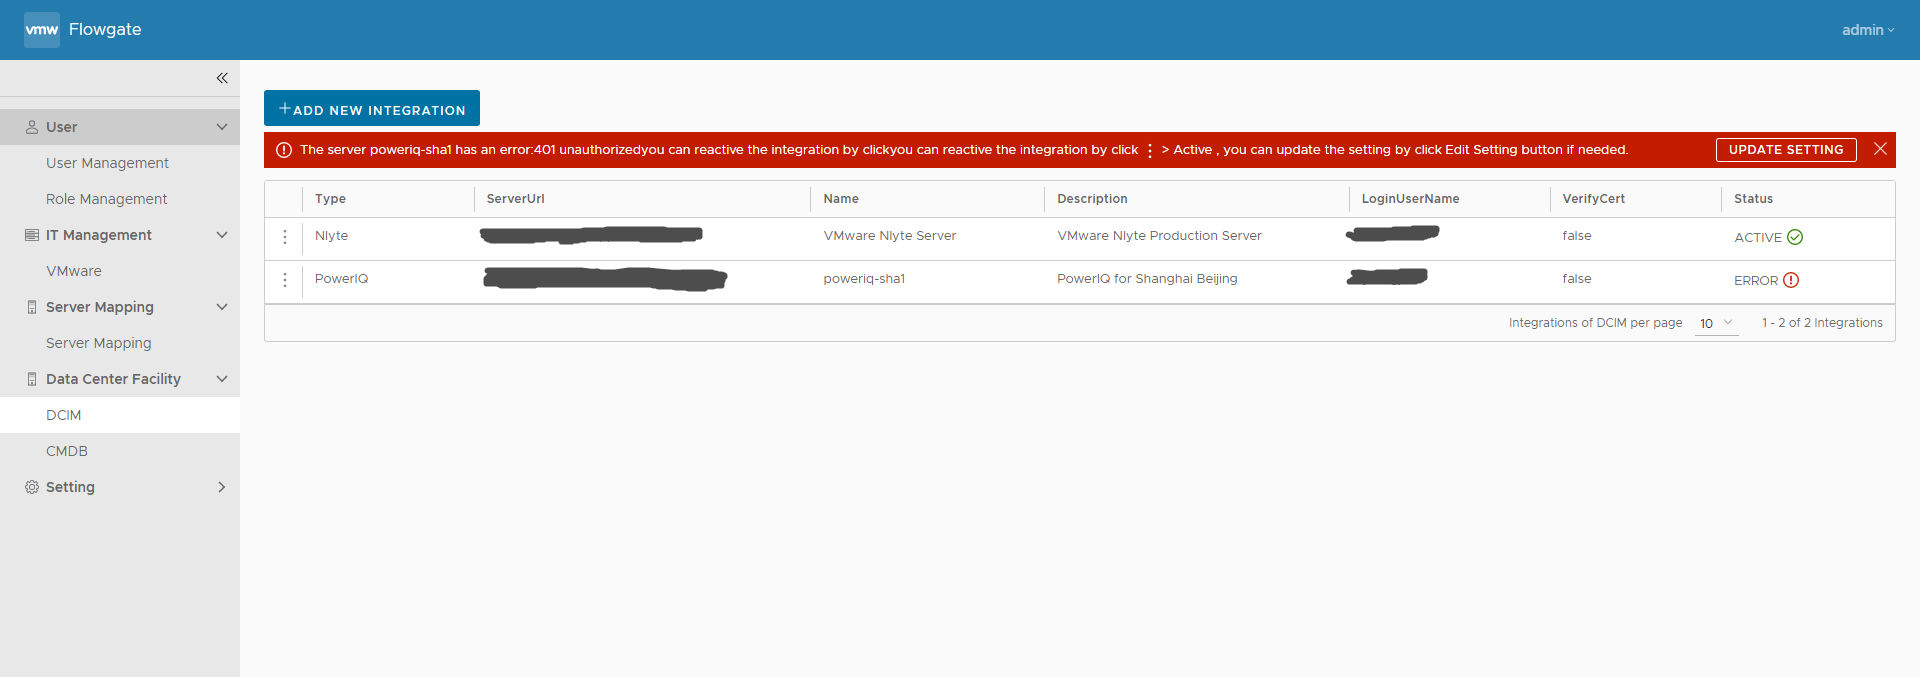 vmw Flowgate
admin
ADD NEW INTEGRATION
The server poweriq-sha1 has an error:401 unauthorizedyou can reactive the integration by clickyou can reactive the integration by click ⋮ > Active , you can update the setting by click Edit Setting button if needed.
UPDATE SETTING
User
User Management
Role Management
IT Management
VMware
Server Mapping
Server Mapping
Data Center Facility
DCIM
CMDB
Setting
Type ServerUrl Name Description LoginUserName VerifyCert Status
Nlyte VMware Nlyte Server VMware Nlyte Production Server false ACTIVE
PowerIQ poweriq-sha1 PowerIQ for Shanghai Beijing false ERROR
Integrations of DCIM per page 10 1 - 2 of 2 Integrations